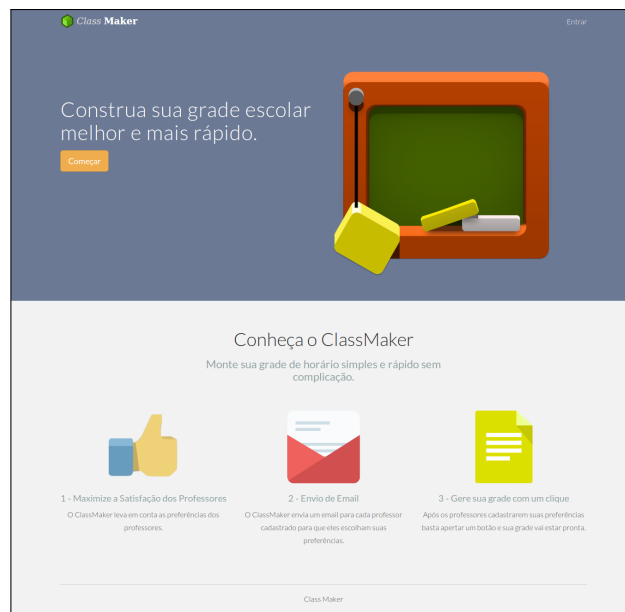 Class Maker
Entrar
Construa sua grade escolar
melhor e mais rápido.
Começar
Conheça o ClassMaker
Monte sua grade de horário simples e rápido sem
complicação.
1 - Maximize a Satisfação dos Professores
O ClassMaker leva em conta as preferências dos
professores.
2 - Envio de Email
O ClassMaker envia um email para cada professor
cadastrado para que eles escolham suas
preferências.
3 - Gere sua grade com um clique
Após os professores cadastrarem suas preferências
basta apertar um botão e sua grade vai estar pronta.
Class Maker